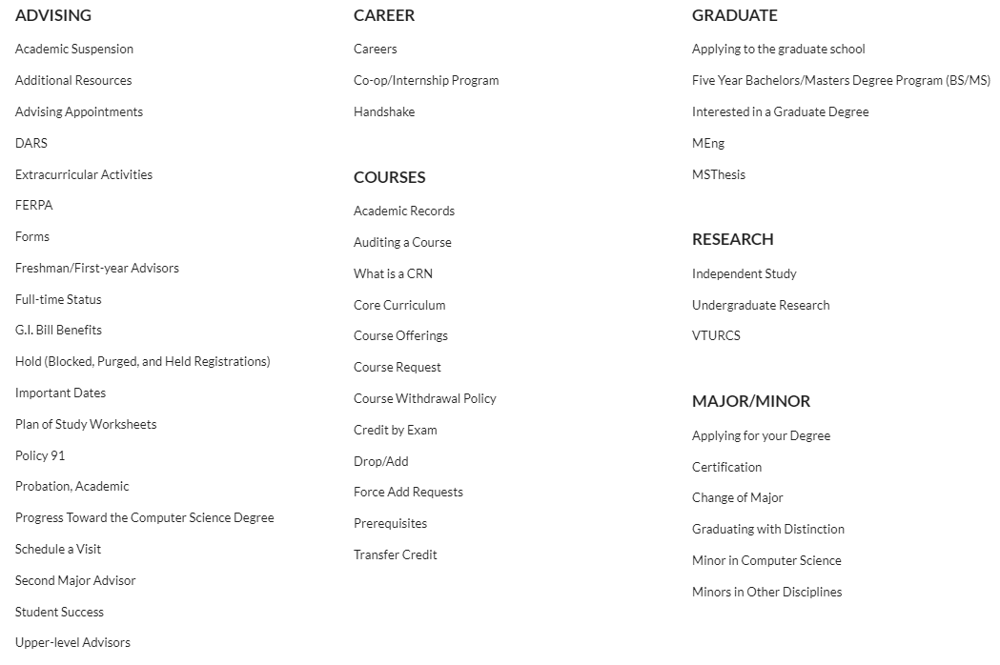 ADVISING
Academic Suspension
Additional Resources
Advising Appointments
DARS
Extracurricular Activities
FERPA
Forms
Freshman/First-year Advisors
Full-time Status
G.I. Bill Benefits
Hold (Blocked, Purged, and Held Registrations)
Important Dates
Plan of Study Worksheets
Policy 91
Probation, Academic
Progress Toward the Computer Science Degree
Schedule a Visit
Second Major Advisor
Student Success
Upper-level Advisors
CAREER
Careers
Co-op/Internship Program
Handshake
COURSES
Academic Records
Auditing a Course
What is a CRN
Core Curriculum
Course Offerings
Course Request
Course Withdrawal Policy
Credit by Exam
Drop/Add
Force Add Requests
Prerequisites
Transfer Credit
GRADUATE
Applying to the graduate school
Five Year Bachelors/Masters Degree Program (BS/MS)
Interested in a Graduate Degree
MEng
MSThesis
RESEARCH
Independent Study
Undergraduate Research
VTURCS
MAJOR/MINOR
Applying for your Degree
Certification
Change of Major
Graduating with Distinction
Minor in Computer Science
Minors in Other Disciplines